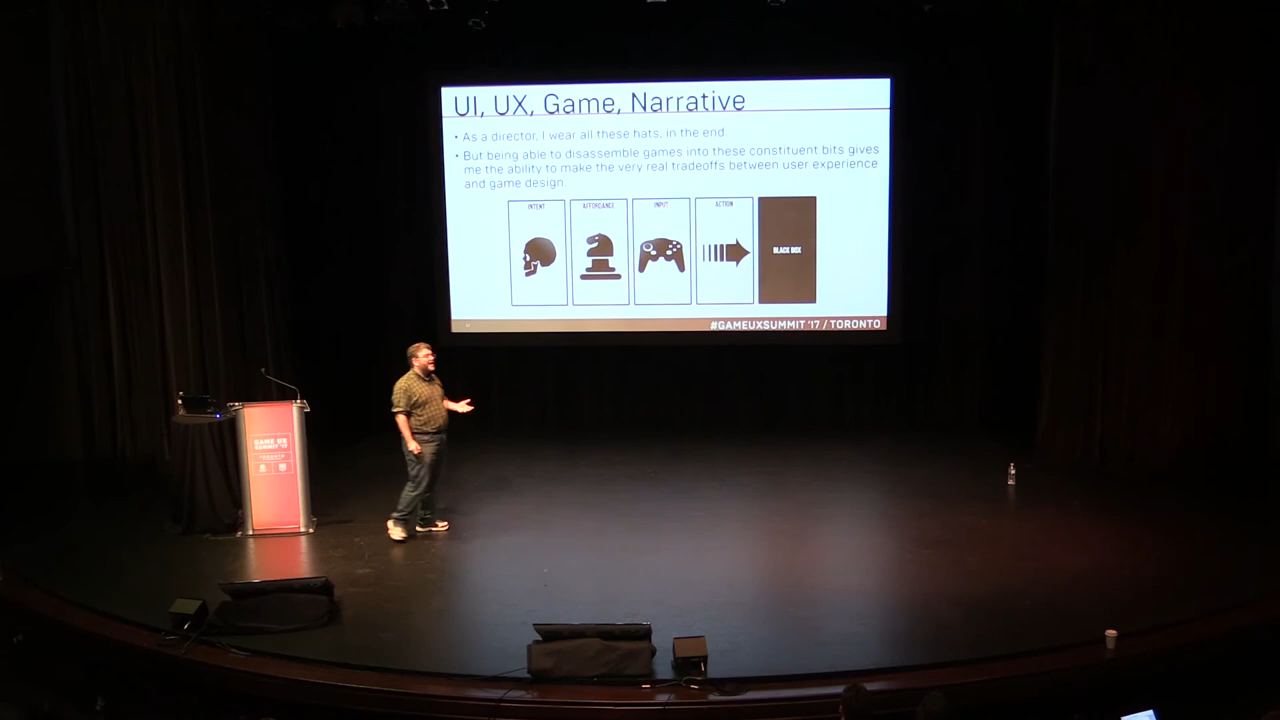 UI, UX, Game, Narrative
• As a director, I wear all these hats, in the end.
• But being able to disassemble games into these constituent bits gives
me the ability to make the very real tradeoffs between user experience
and game design.
INTENT
AFFORDANCE
INPUT
ACTION
BLACK BOX
#GAMEUXSUMMIT '17 / TORONTO
GAME UX
SUMMIT '17
TORONTO